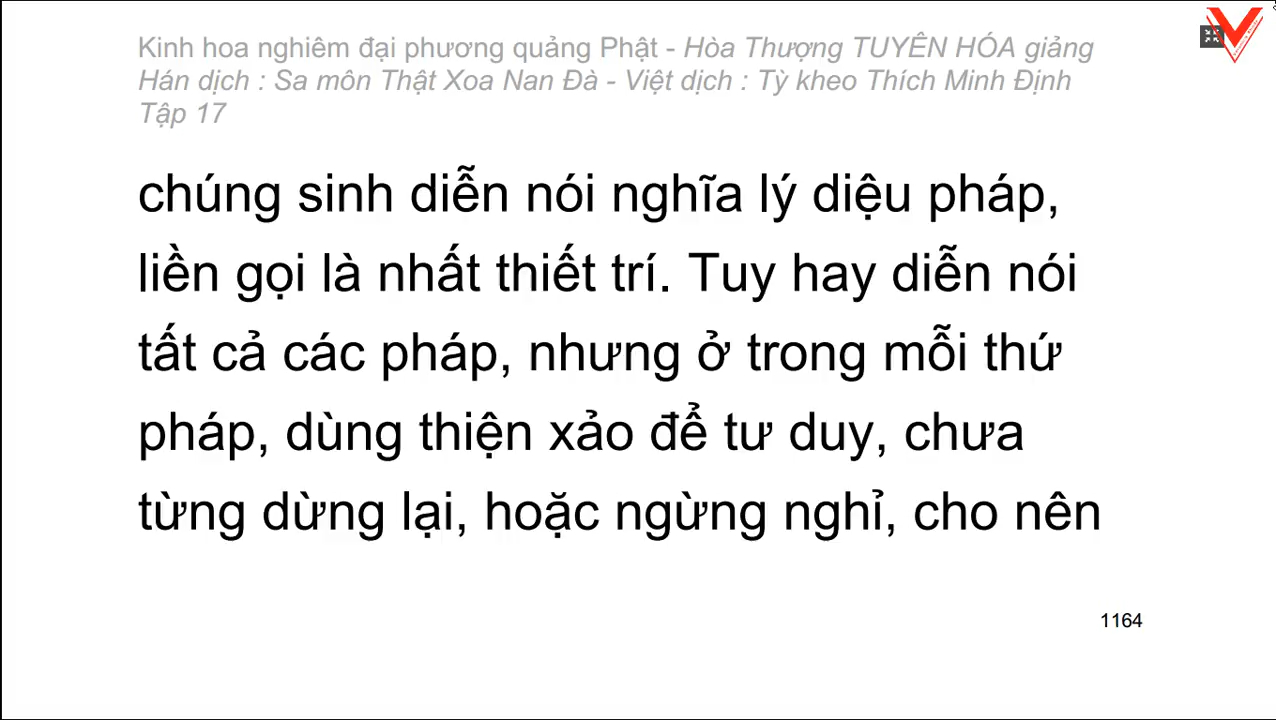 Kinh hoa nghiêm đại phương quảng Phật - Hòa Thượng TUYÊN HÓA giảng
Hán dịch : Sa môn Thật Xoa Nan Đà - Việt dịch : Tỳ kheo Thích Minh Định
Tập 17
chúng sinh diễn nói nghĩa lý diệu pháp,
liền gọi là nhất thiết trí. Tuy hay diễn nói
tất cả các pháp, nhưng ở trong mỗi thứ
pháp, dùng thiện xảo để tư duy, chưa
từng dừng lại, hoặc ngừng nghỉ, cho nên
1164